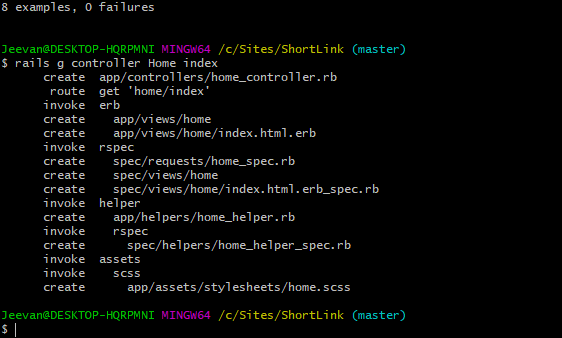 8 examples, 0 failures
Jeevan@DESKTOP-HQRPMNI MINGW64 /c/Sites/ShortLink (master)
$ rails g controller Home index
create app/controllers/home_controller.rb
route get 'home/index'
invoke erb
create app/views/home
create app/views/home/index.html.erb
invoke rspec
create spec/requests/home_spec.rb
create spec/views/home
create spec/views/home/index.html.erb_spec.rb
invoke helper
create app/helpers/home_helper.rb
invoke rspec
create spec/helpers/home_helper_spec.rb
invoke assets
invoke scss
create app/assets/stylesheets/home.scss
Jeevan@DESKTOP-HQRPMNI MINGW64 /c/Sites/ShortLink (master)
$